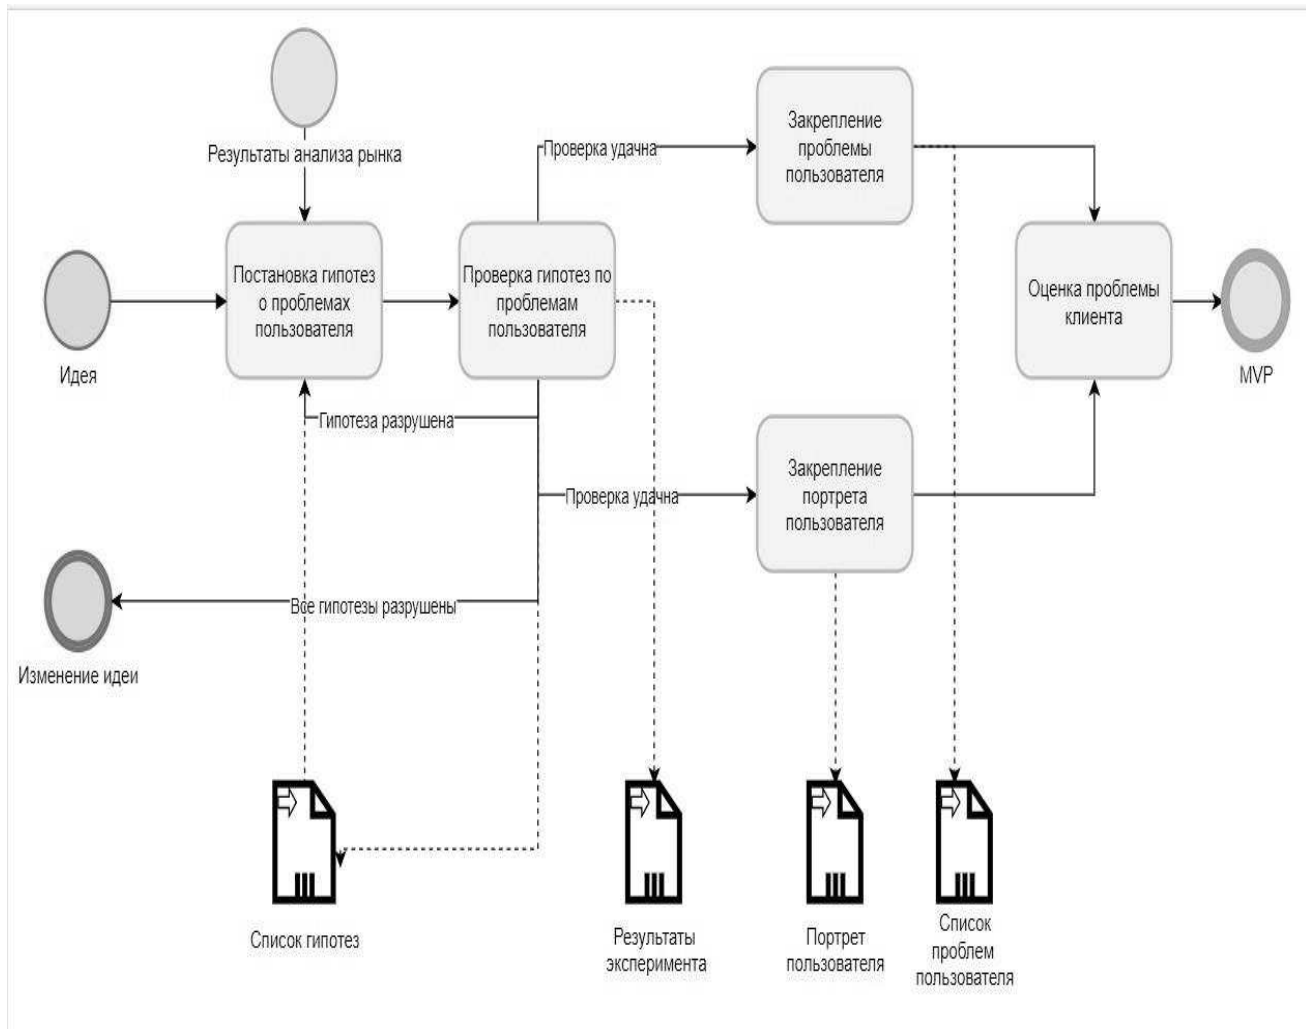 Результаты анализа рынка
Проверка удачна
Закрепление
проблемы
пользователя
Идея
Постановка гипотез
о проблемах
пользователя
Проверка гипотез по
проблемам
пользователя
Оценка проблемы
клиента
MVP
Гипотеза разрушена
Проверка удачна
Закрепление
портрета
пользователя
Все гипотезы разрушены
Изменение идеи
Список гипотез
Результаты
эксперимента
Портрет
пользователя
Список
проблем
пользователя